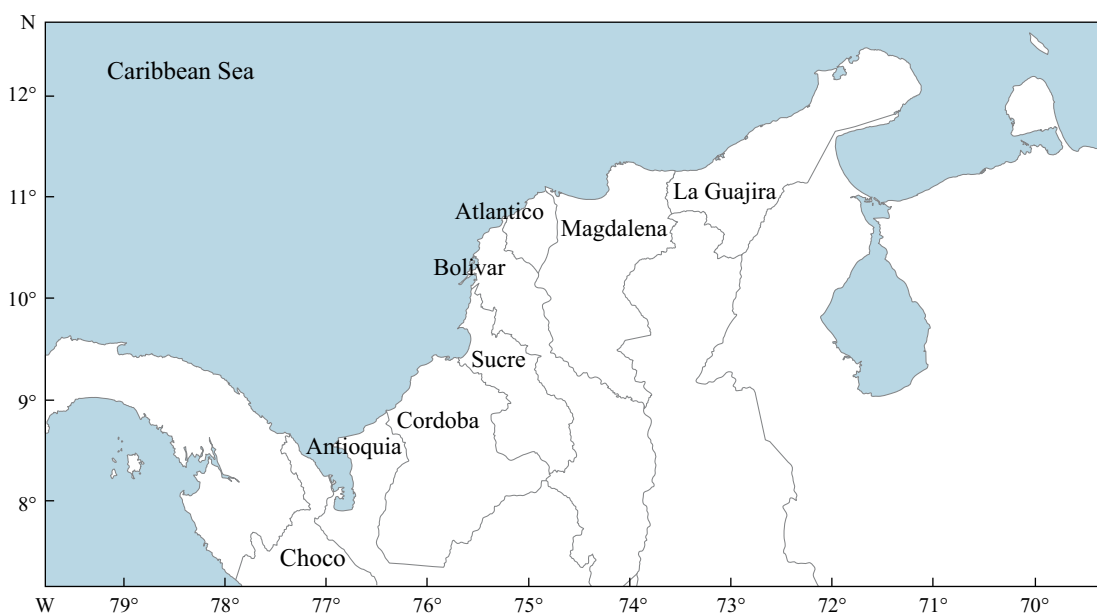 N
Caribbean Sea
12°
La Guajira
11°
Atlantico
Magdalena
Bolivar
10°
Sucre
9°
Cordoba
Antioquia
8°
Choco
W 79° 78° 77° 76° 75° 74° 73° 72° 71° 70°